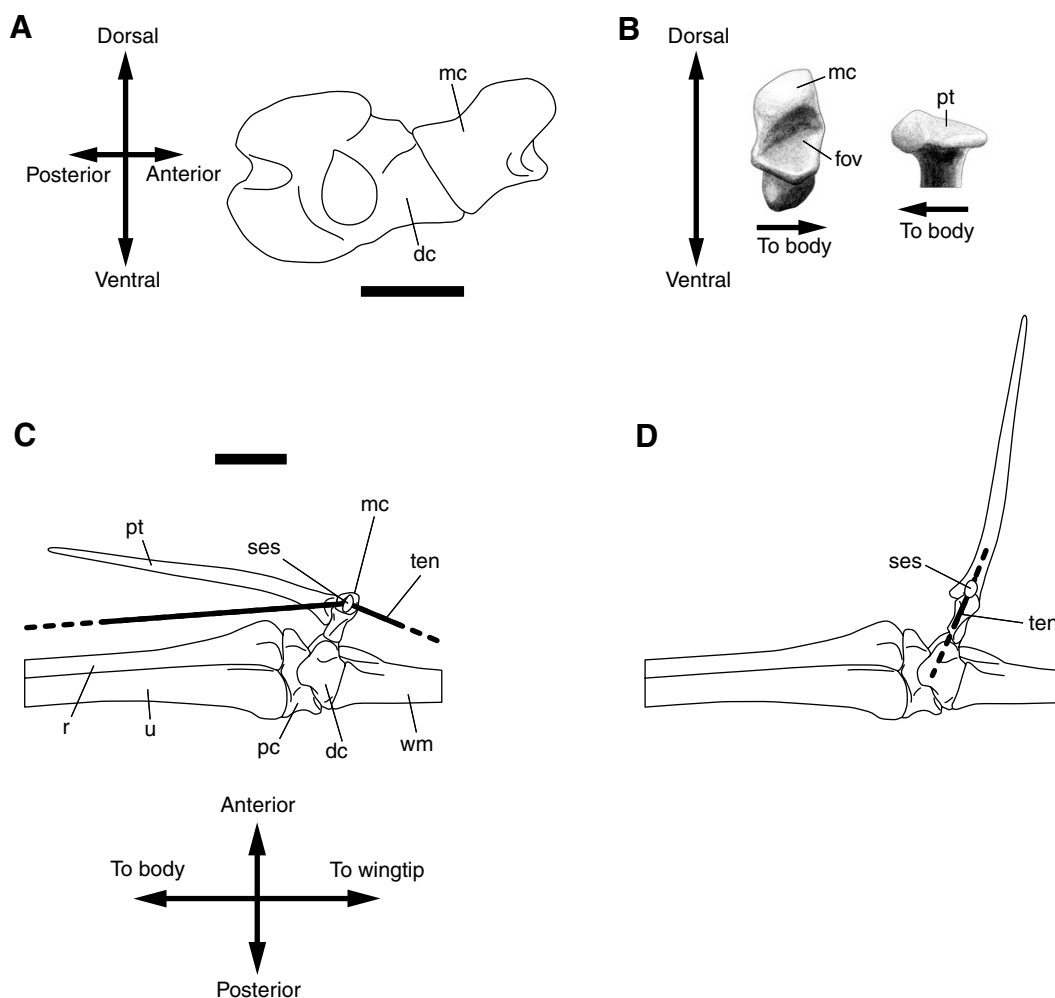 A
Dorsal
Posterior
Anterior
Ventral
mc
dc
B
Dorsal
Ventral
mc
fov
To body
pt
To body
C
pt
ses
mc
ten
r
u
pc
dc
wm
Anterior
To body
To wingtip
Posterior
D
ses
ten